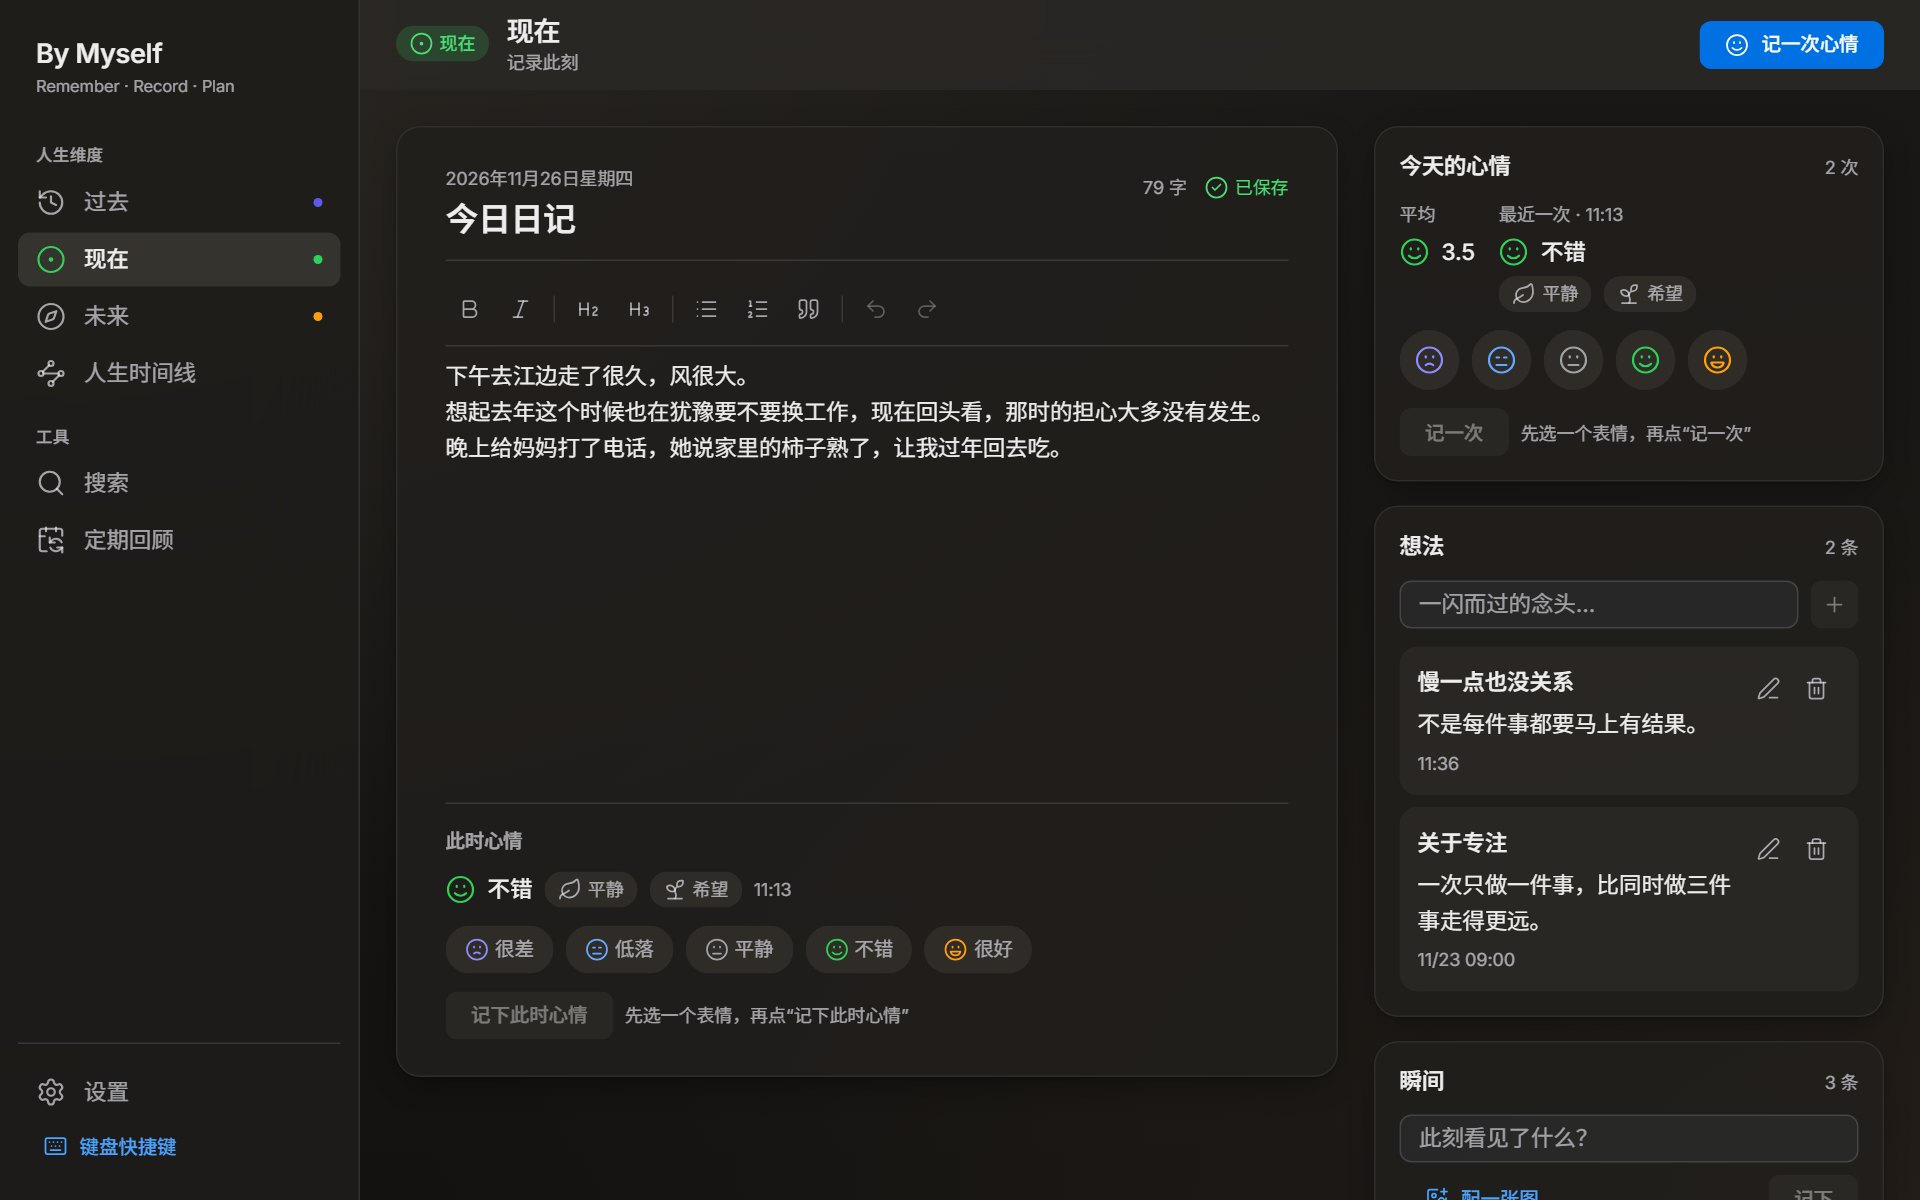 By Myself
Remember · Record · Plan
人生维度
过去
现在
未来
人生时间线
工具
搜索
定期回顾
设置
键盘快捷键
现在
现在
记录此刻
记一次心情
2026年11月26日星期四
今日日记
79 字
已保存
B I H2 H3
下午去江边走了很久，风很大。
想起去年这个时候也在犹豫要不要换工作，现在回头看，那时的担心大多没有发生。
晚上给妈妈打了电话，她说家里的柿子熟了，让我过年回去吃。
此时心情
不错 平静 希望 11:13
很差 低落 平静 不错 很好
记下此时心情 先选一个表情，再点“记下此时心情”
今天的心情 2 次
平均 最近一次 · 11:13
3.5 不错
平静 希望
记一次 先选一个表情，再点“记一次”
想法 2 条
一闪而过的念头...
慢一点也没关系
不是每件事都要马上有结果。
11:36
关于专注
一次只做一件事，比同时做三件
事走得更远。
11/23 09:00
瞬间 3 条
此刻看见了什么？
配一张图 记下